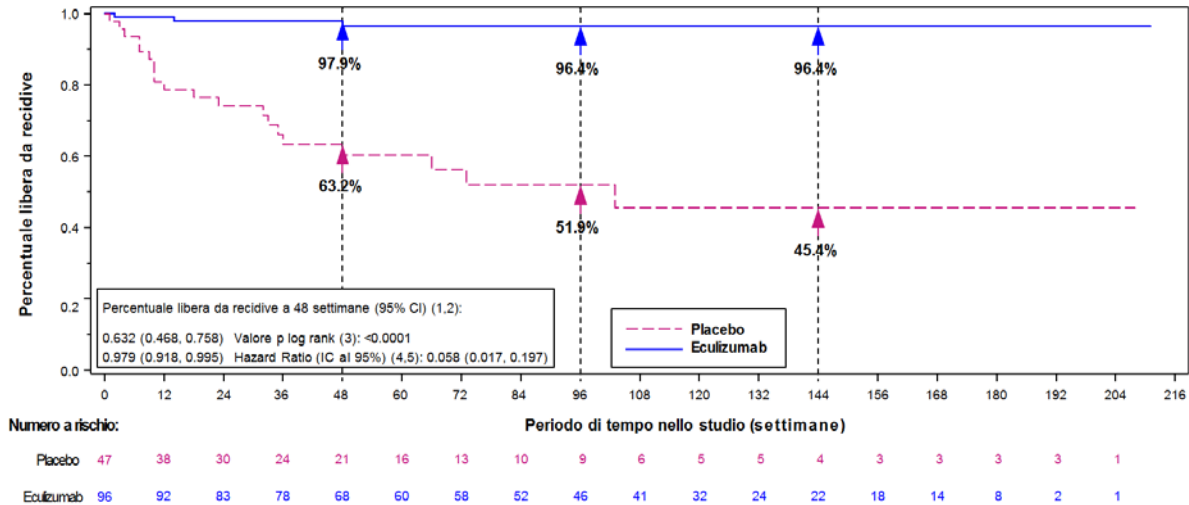 Percentuale libera da recidive
1.0
0.8
0.6
0.4
0.2
0.0
97.9%
96.4%
96.4%
63.2%
51.9%
45.4%
Percentuale libera da recidive a 48 settimane (95% CI) (1,2):
0.632 (0.468, 0.758) Valore p log rank (3): <0.0001
0.979 (0.918, 0.995) Hazard Ratio (IC al 95%) (4,5): 0.058 (0.017, 0.197)
Placebo
Eculizumab
0 12 24 36 48 60 72 84 96 108 120 132 144 156 168 180 192 204 216
Numero a rischio:
Periodo di tempo nello studio (settimane)
Placebo 47 38 30 24 21 16 13 10 9 6 5 5 4 3 3 3 3 1
Eculizumab 96 92 83 78 68 60 58 52 46 41 32 24 22 18 14 8 2 1